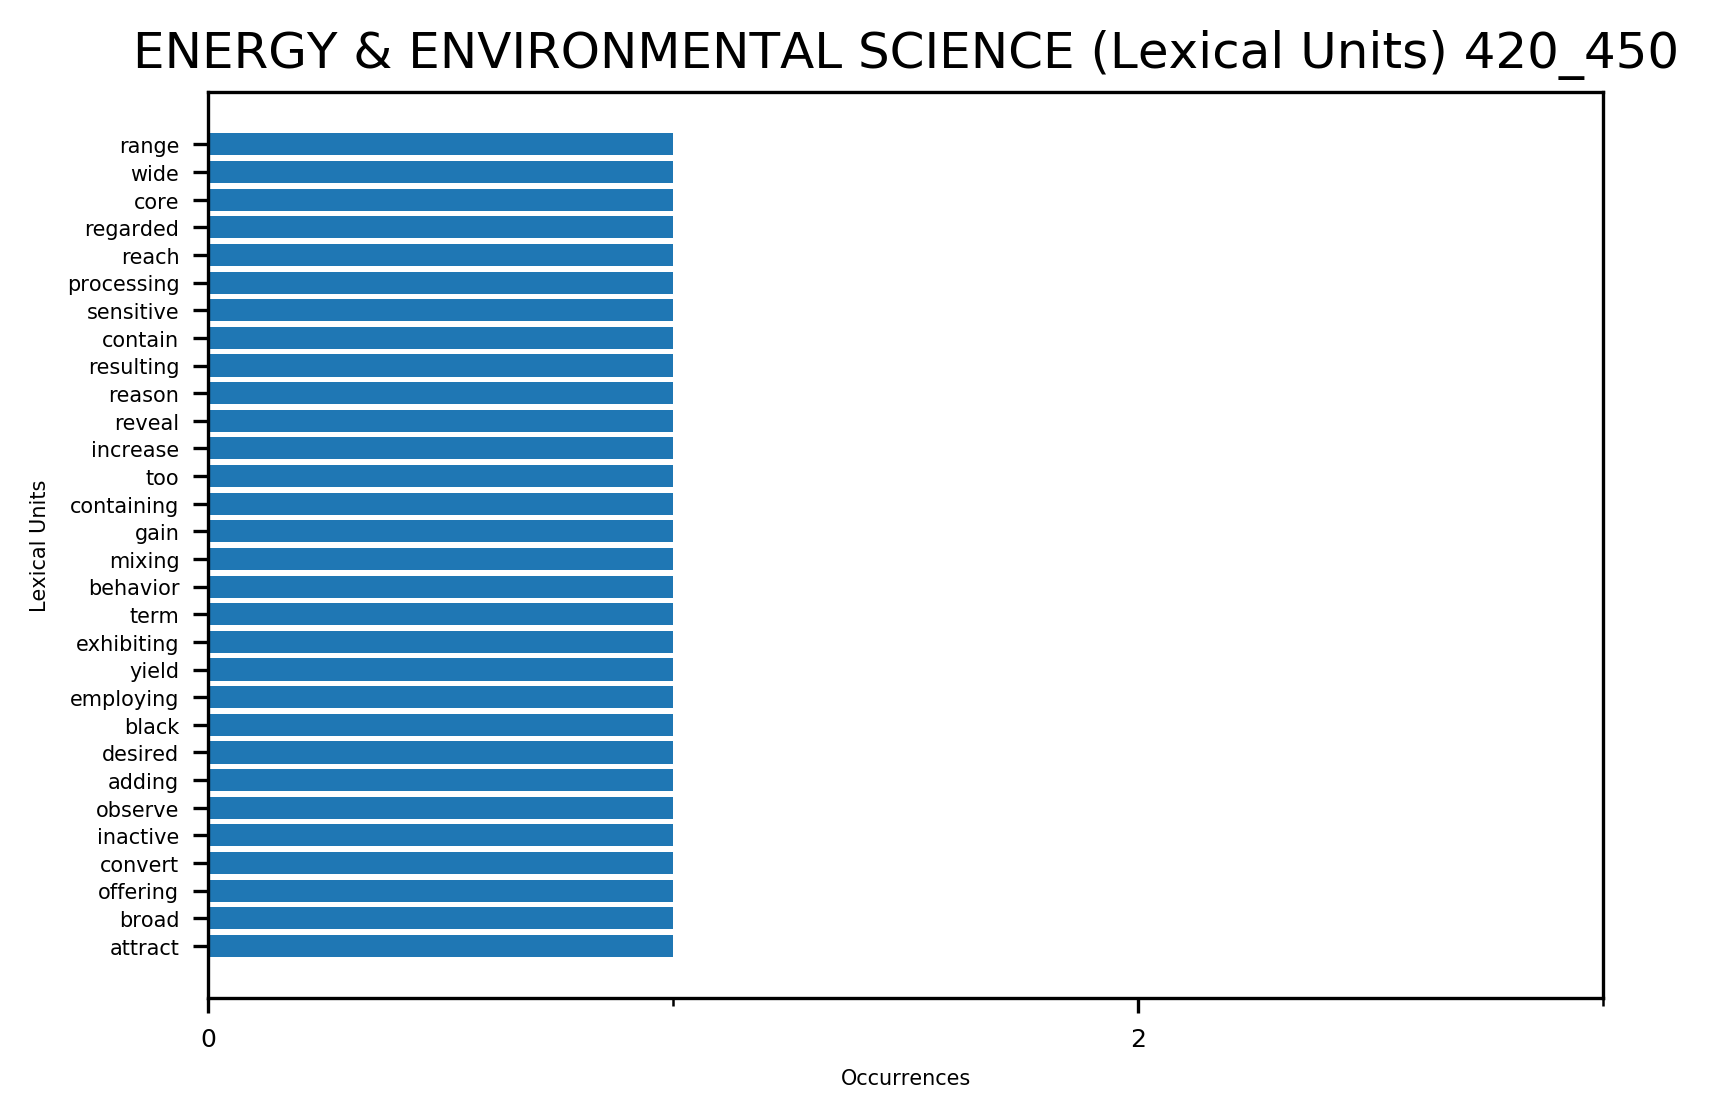 ENERGY & ENVIRONMENTAL SCIENCE (Lexical Units) 420_450
Lexical Units
range
wide
core
regarded
reach
processing
sensitive
contain
resulting
reason
reveal
increase
too
containing
gain
mixing
behavior
term
exhibiting
yield
employing
black
desired
adding
observe
inactive
convert
offering
broad
attract
0
2
Occurrences